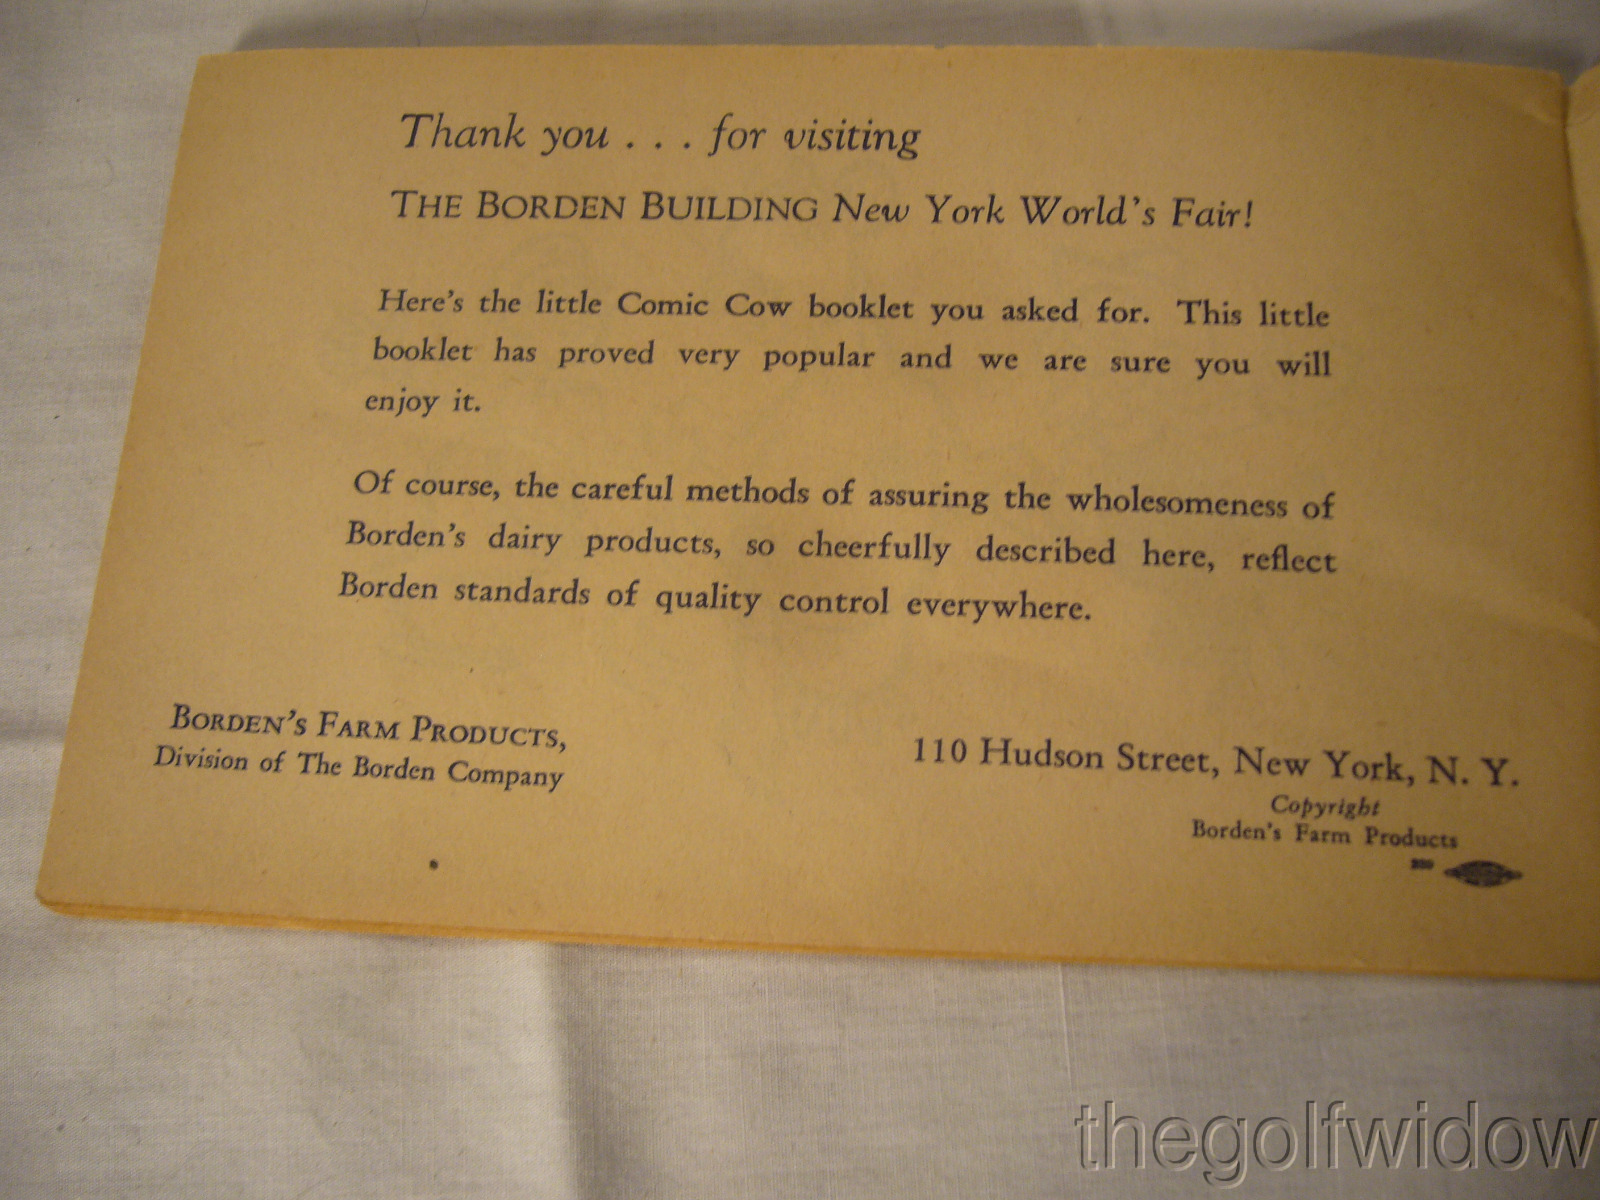 Thank you . . . for visiting
THE BORDEN BUILDING New York World's Fair!
Here's the little Comic Cow booklet you asked for. This little
booklet has proved very popular and we are sure you will
enjoy it.
Of course, the careful methods of assuring the wholesomeness of
Borden's dairy products, so cheerfully described here, reflect
Borden standards of quality control everywhere.
BORDEN'S FARM PRODUCTS,
Division of The Borden Company
110 Hudson Street, New York, N. Y.
Copyright
Borden's Farm Products
thegolfwidow